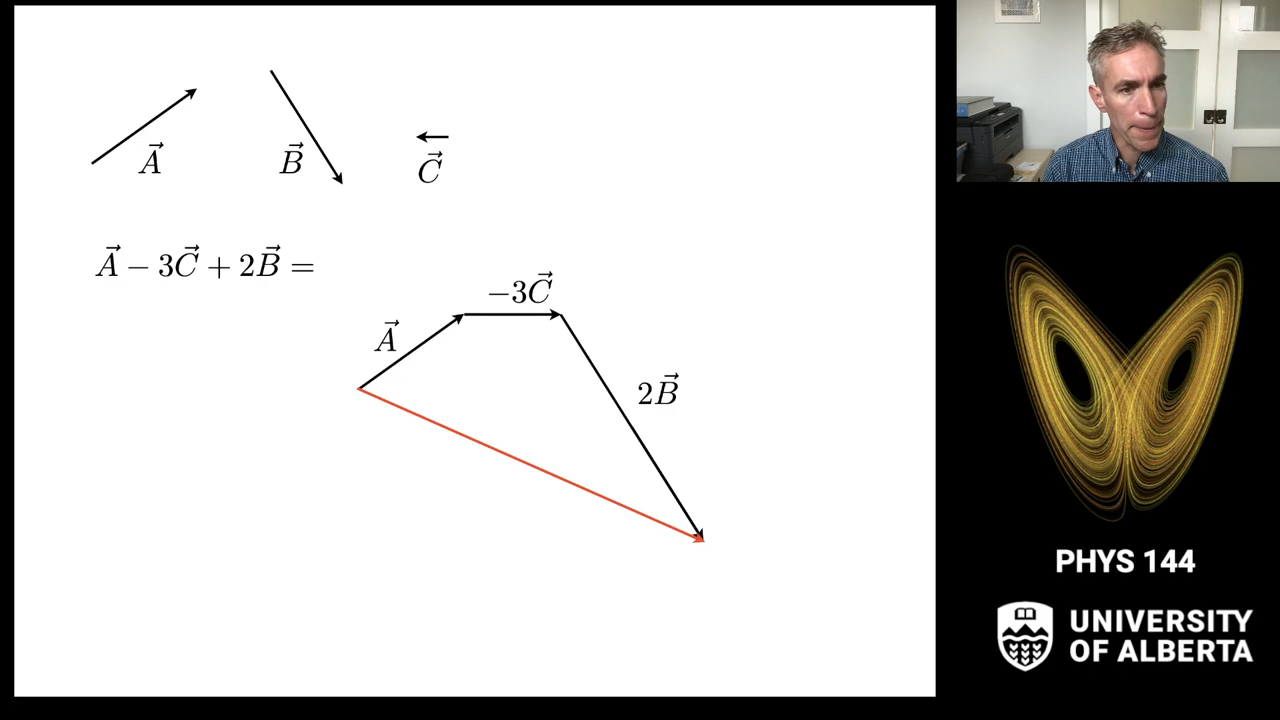 A⃗
B⃗
C⃗
A⃗ − 3C⃗ + 2B⃗ =
−3C⃗
A⃗
2B⃗
PHYS 144
UNIVERSITY
OF ALBERTA